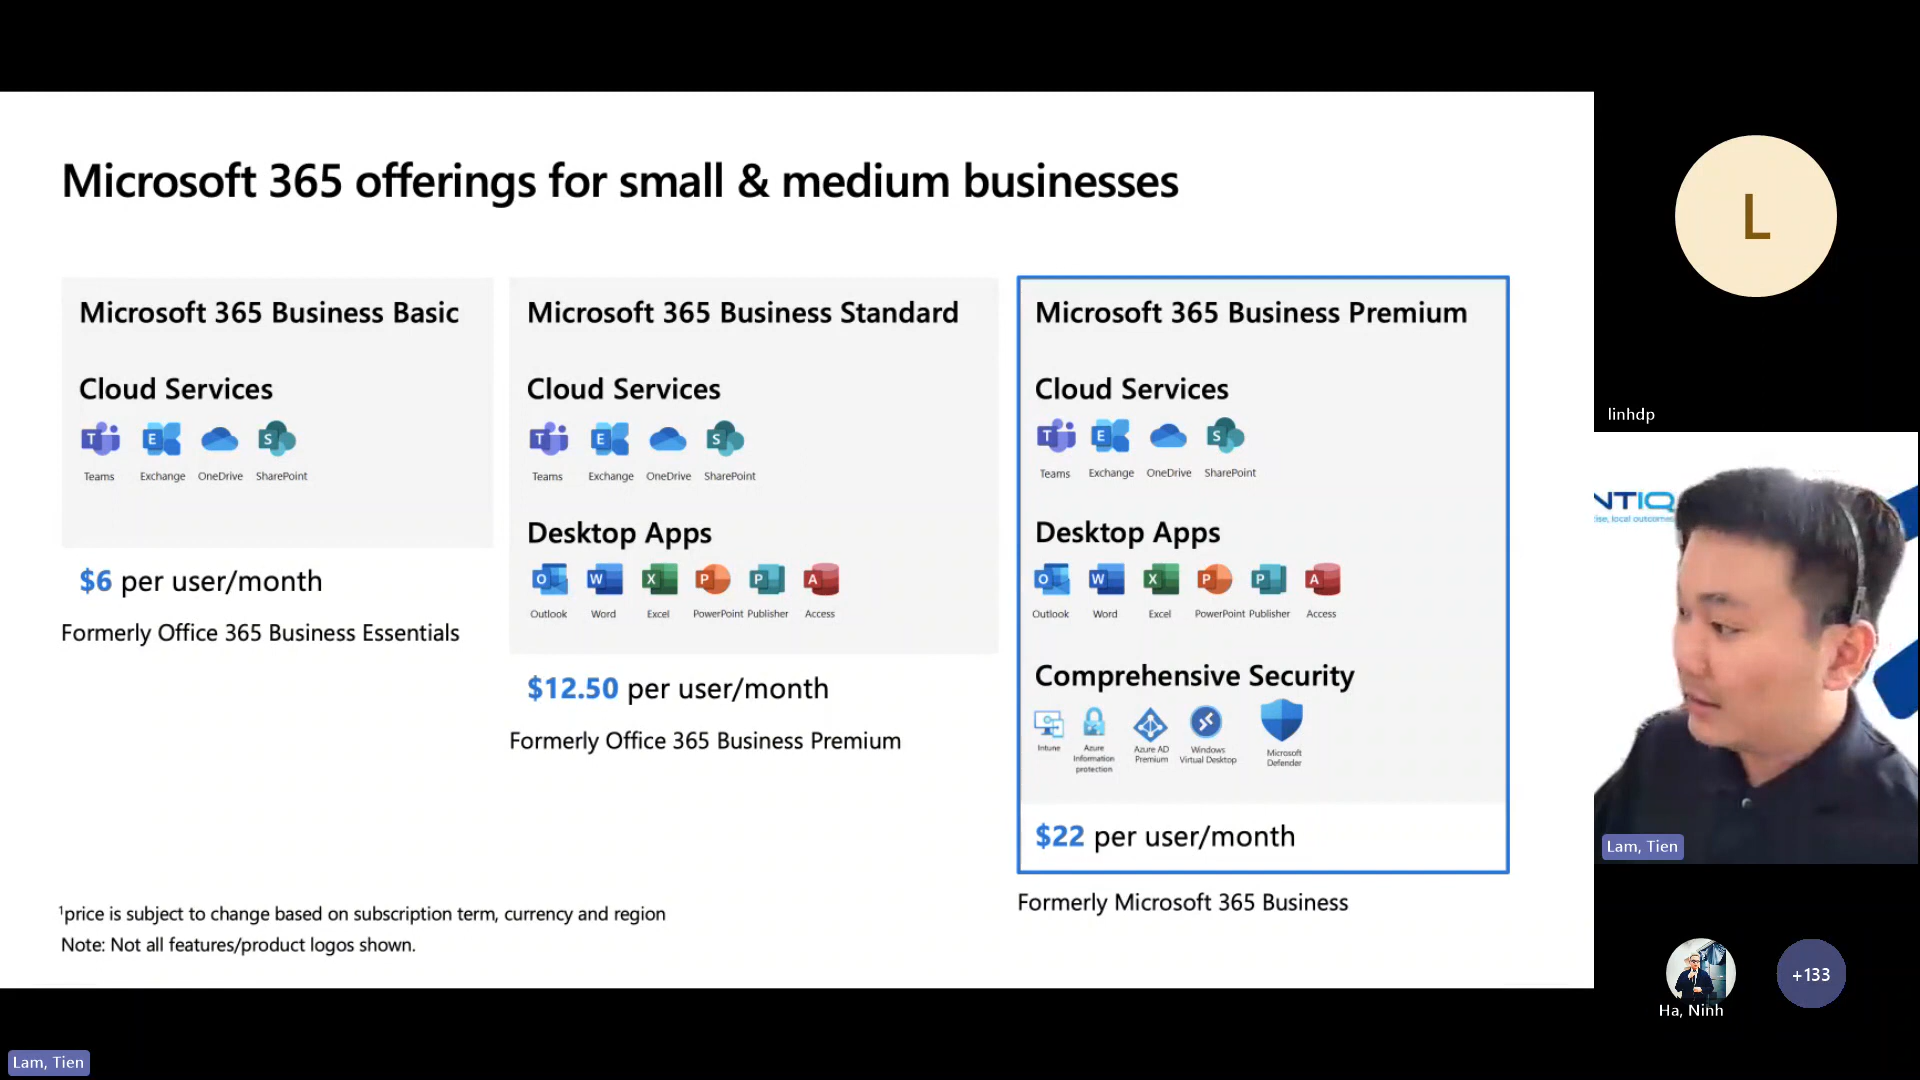 Microsoft 365 offerings for small & medium businesses
Microsoft 365 Business Basic
Cloud Services
T E S
Teams Exchange OneDrive SharePoint
$6 per user/month
Formerly Office 365 Business Essentials
Microsoft 365 Business Standard
Cloud Services
T E S
Teams Exchange OneDrive SharePoint
Desktop Apps
O W X P P A
Outlook Word Excel PowerPoint Publisher Access
$12.50 per user/month
Formerly Office 365 Business Premium
Microsoft 365 Business Premium
Cloud Services
T E S
Teams Exchange OneDrive SharePoint
Desktop Apps
O W X P P A
Outlook Word Excel PowerPoint Publisher Access
Comprehensive Security
Intune
Azure
Information
protection
Azure AD
Premium
Windows
Virtual Desktop
Microsoft
Defender
$22 per user/month
Formerly Microsoft 365 Business
¹price is subject to change based on subscription term, currency and region
Note: Not all features/product logos shown.
L
linhdp
NTIQ
ise, local outcomes
Lam, Tien
+133
Ha, Ninh
Lam, Tien